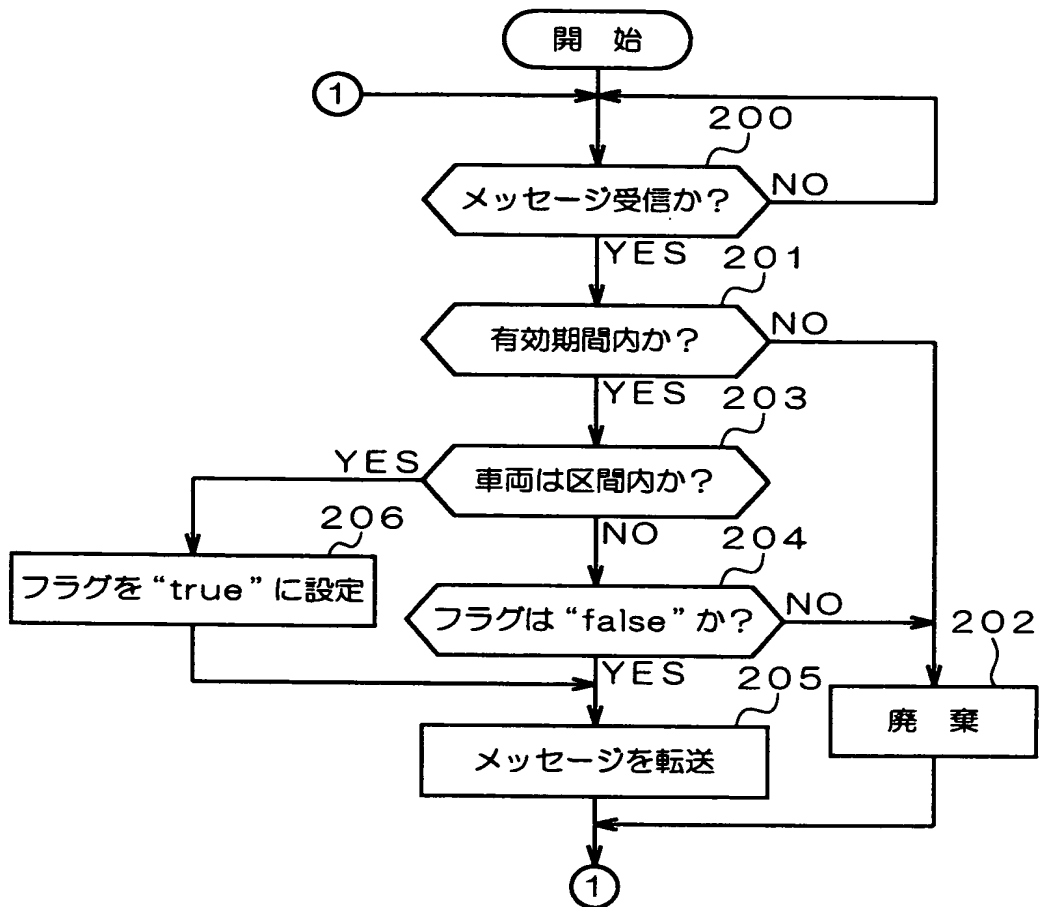 開 始
①
200
メッセージ受信か?
NO
YES
201
有効期間内か?
NO
YES
203
車両は区間内か?
YES
NO
206
フラグを“true”に設定
204
フラグは“false”か?
NO
YES
202
廃 棄
205
メッセージを転送
①